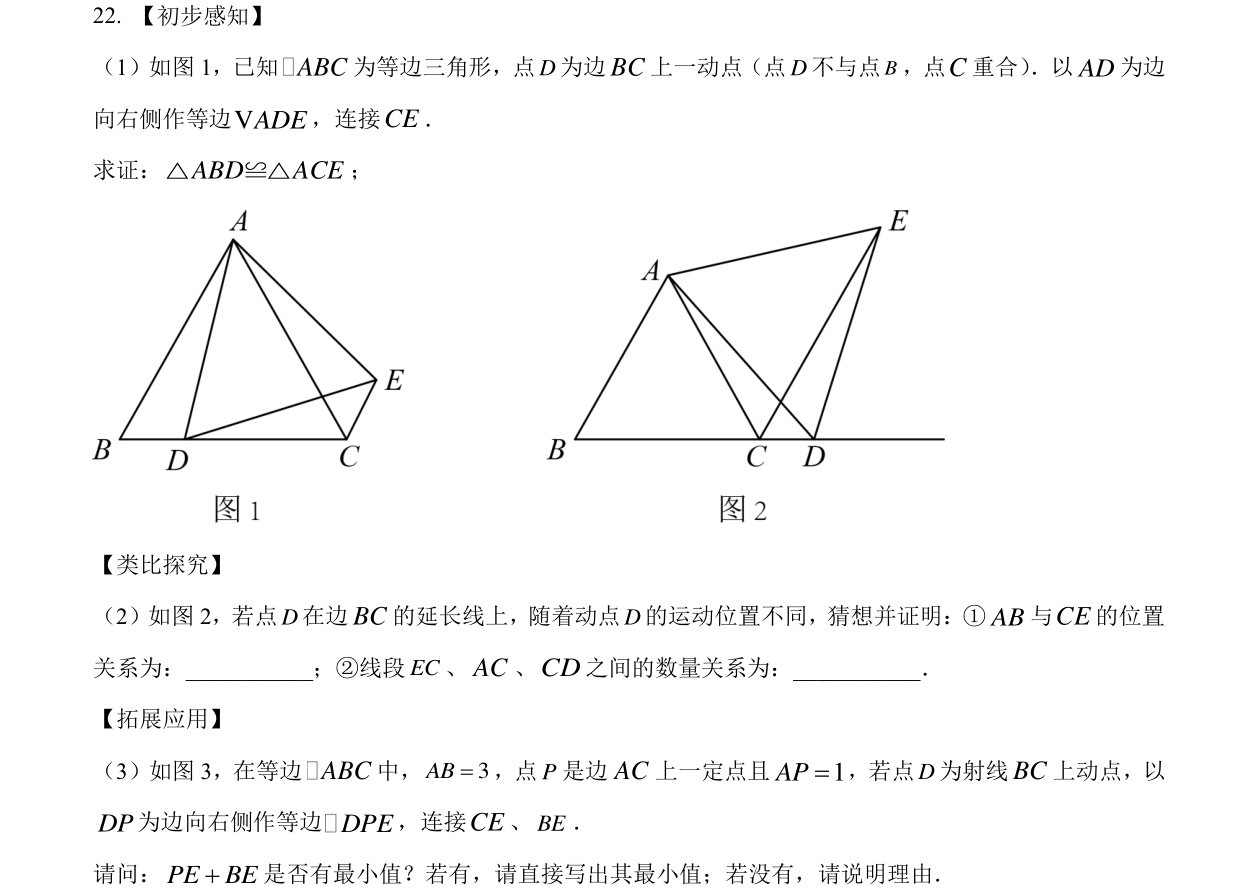 22. 【初步感知】
（1）如图 1，已知□ABC 为等边三角形，点 D 为边 BC 上一动点（点 D 不与点 B，点 C 重合）．以 AD 为边
向右侧作等边VADE，连接 CE．
求证：△ABD≌△ACE；
A
B
D
C
E
图 1
A
B
C
D
E
图 2
【类比探究】
（2）如图 2，若点 D 在边 BC 的延长线上，随着动点 D 的运动位置不同，猜想并证明：① AB 与 CE 的位置
关系为：___________；②线段 EC、AC、CD 之间的数量关系为：___________．
【拓展应用】
（3）如图 3，在等边□ABC 中，AB = 3，点 P 是边 AC 上一定点且 AP = 1，若点 D 为射线 BC 上动点，以
DP 为边向右侧作等边□DPE，连接 CE、BE．
请问：PE + BE 是否有最小值？若有，请直接写出其最小值；若没有，请说明理由．